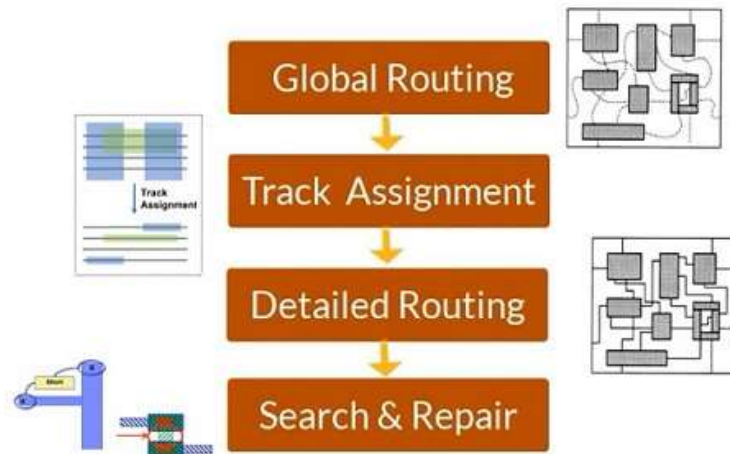 Global Routing
Track Assignment
Track
Assignment
Detailed Routing
Search & Repair
Short